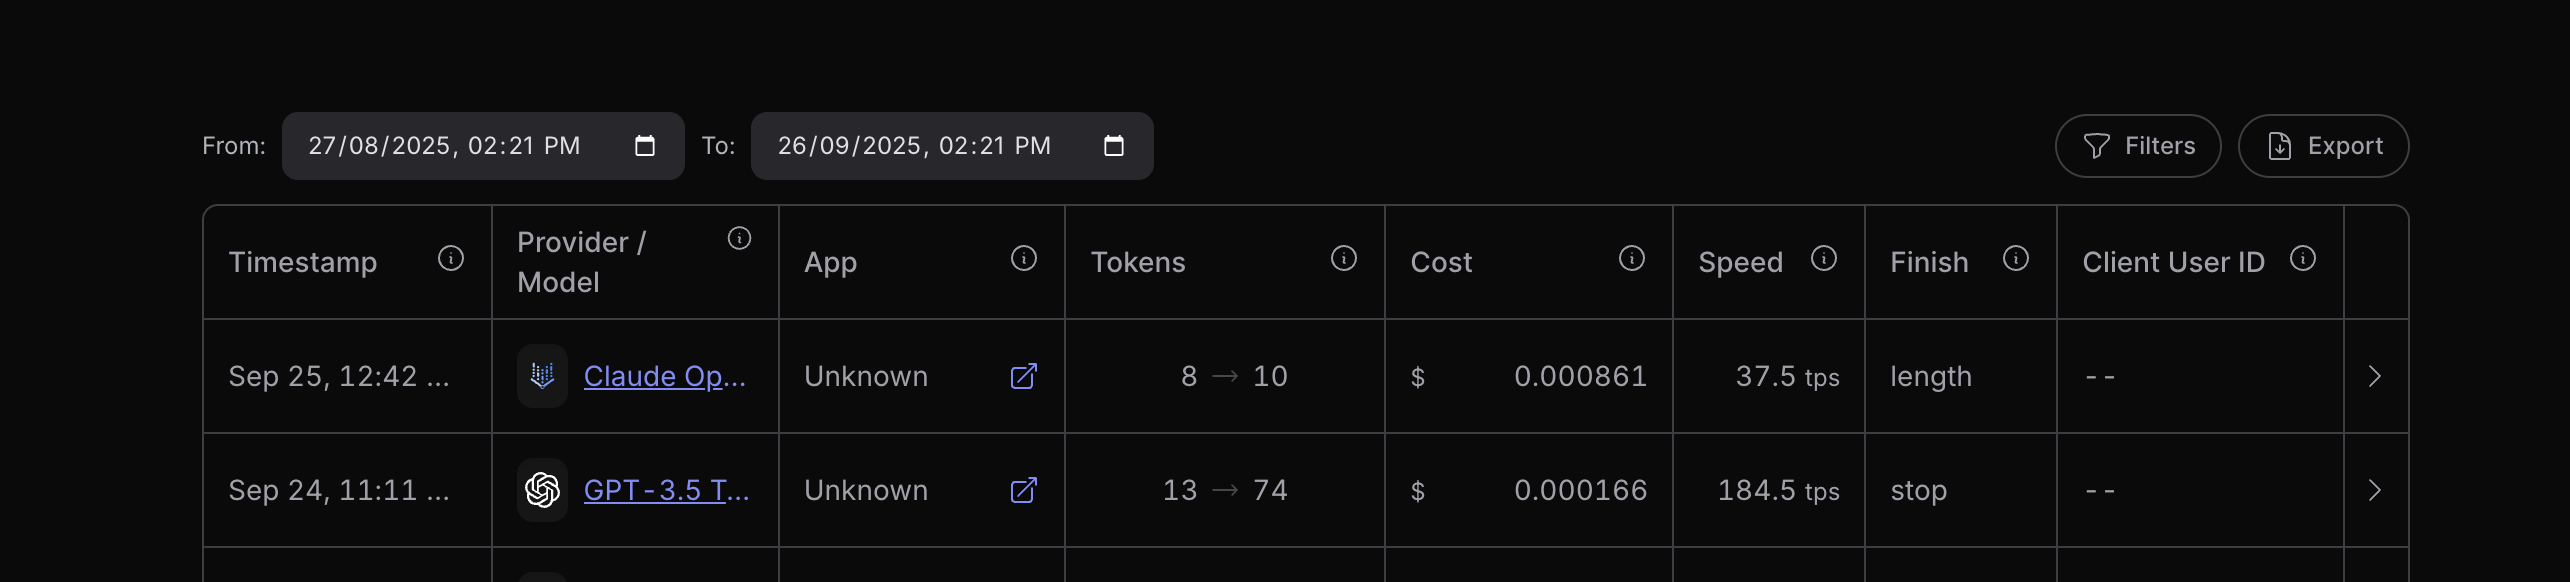 From: 27/08/2025, 02:21 PM To: 26/09/2025, 02:21 PM Filters Export
Timestamp Provider / Model App Tokens Cost Speed Finish Client User ID
Sep 25, 12:42 ... Claude Op... Unknown 8 → 10 $ 0.000861 37.5 tps length --
Sep 24, 11:11 ... GPT-3.5 T... Unknown 13 → 74 $ 0.000166 184.5 tps stop --